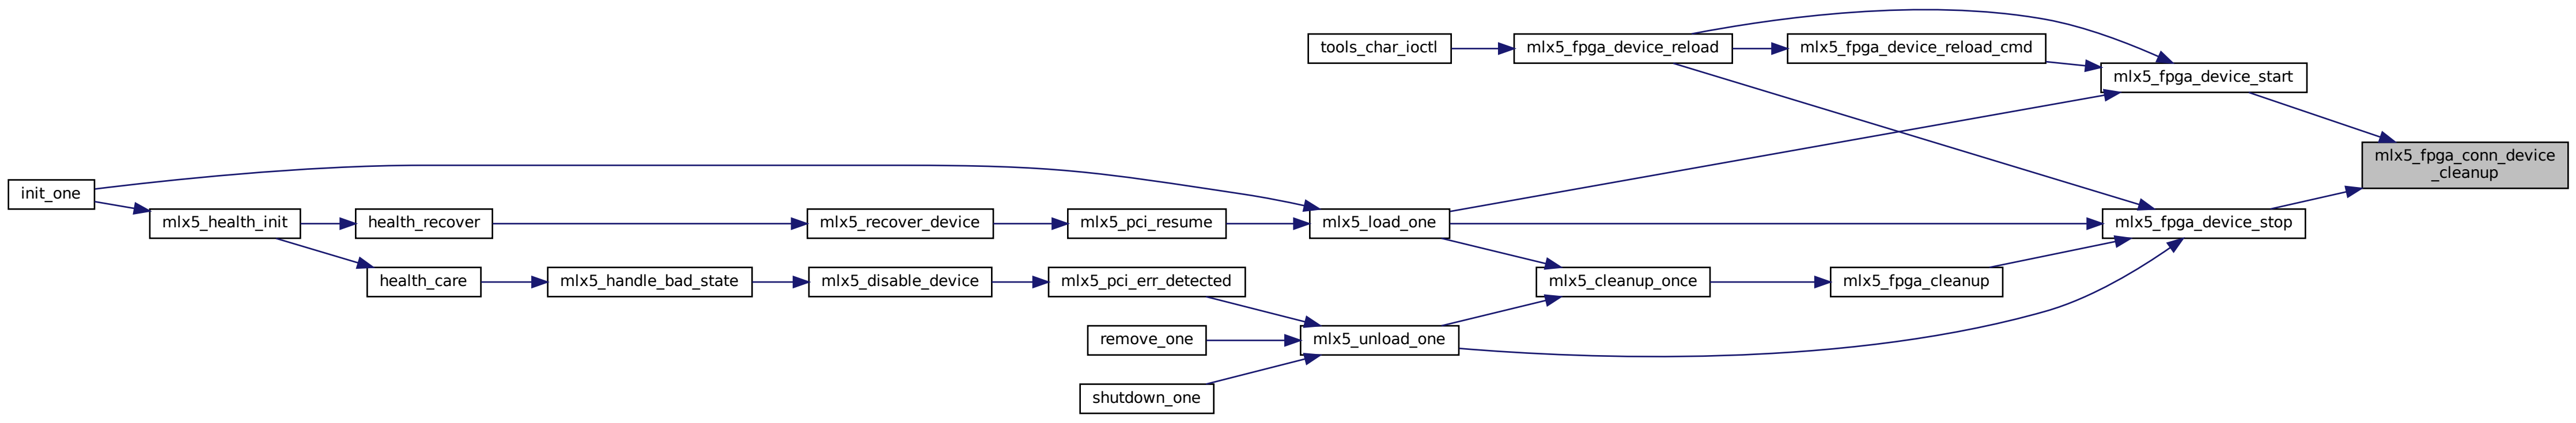 tools_char_ioctl
mlx5_fpga_device_reload
mlx5_fpga_device_reload_cmd
mlx5_fpga_device_start
mlx5_fpga_conn_device
_cleanup
init_one
mlx5_health_init
health_recover
mlx5_recover_device
mlx5_pci_resume
mlx5_load_one
mlx5_fpga_device_stop
health_care
mlx5_handle_bad_state
mlx5_disable_device
mlx5_pci_err_detected
mlx5_cleanup_once
mlx5_fpga_cleanup
remove_one
mlx5_unload_one
shutdown_one